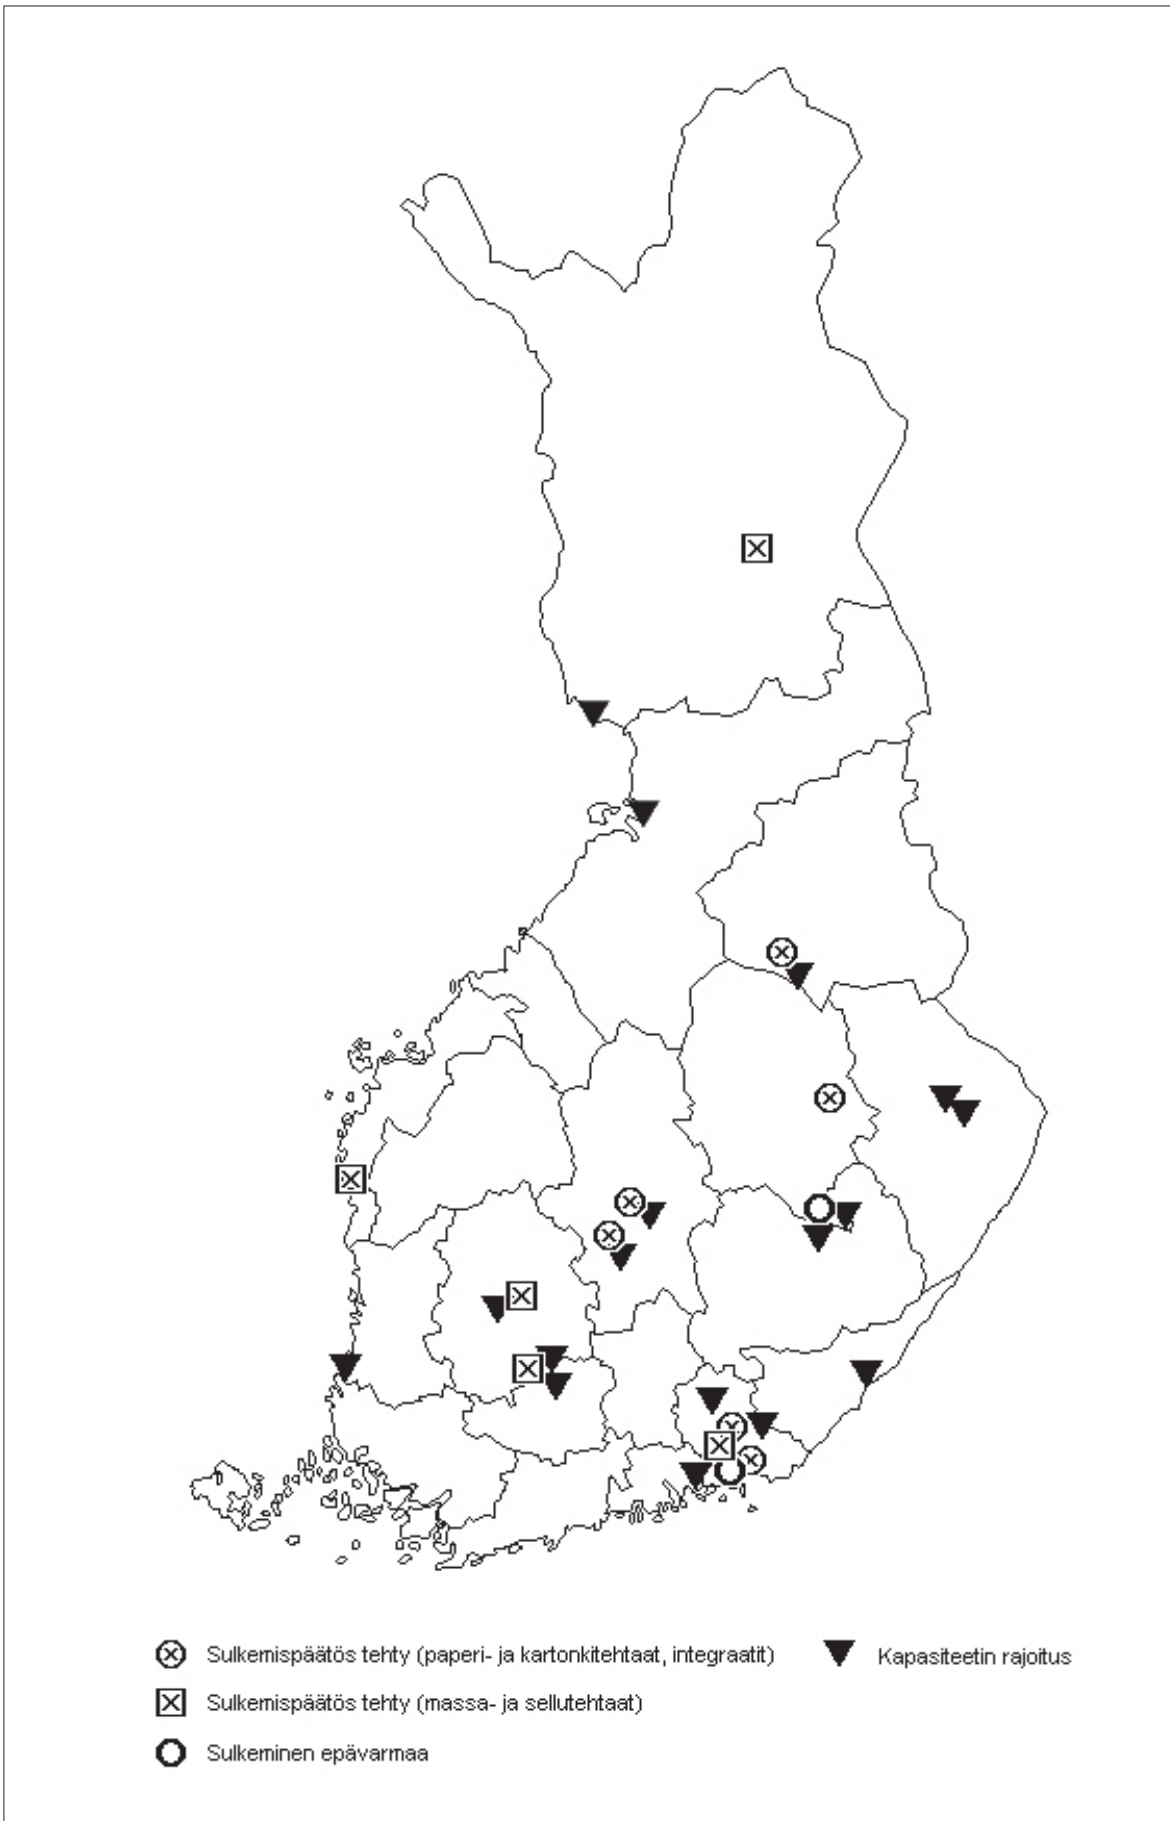 Sulkemispäätös tehty (paperi- ja kartonkitehtaat, integraatit)
Kapasiteetin rajoitus
Sulkemispäätös tehty (massa- ja sellutehtaat)
Sulkeminen epävarmaa